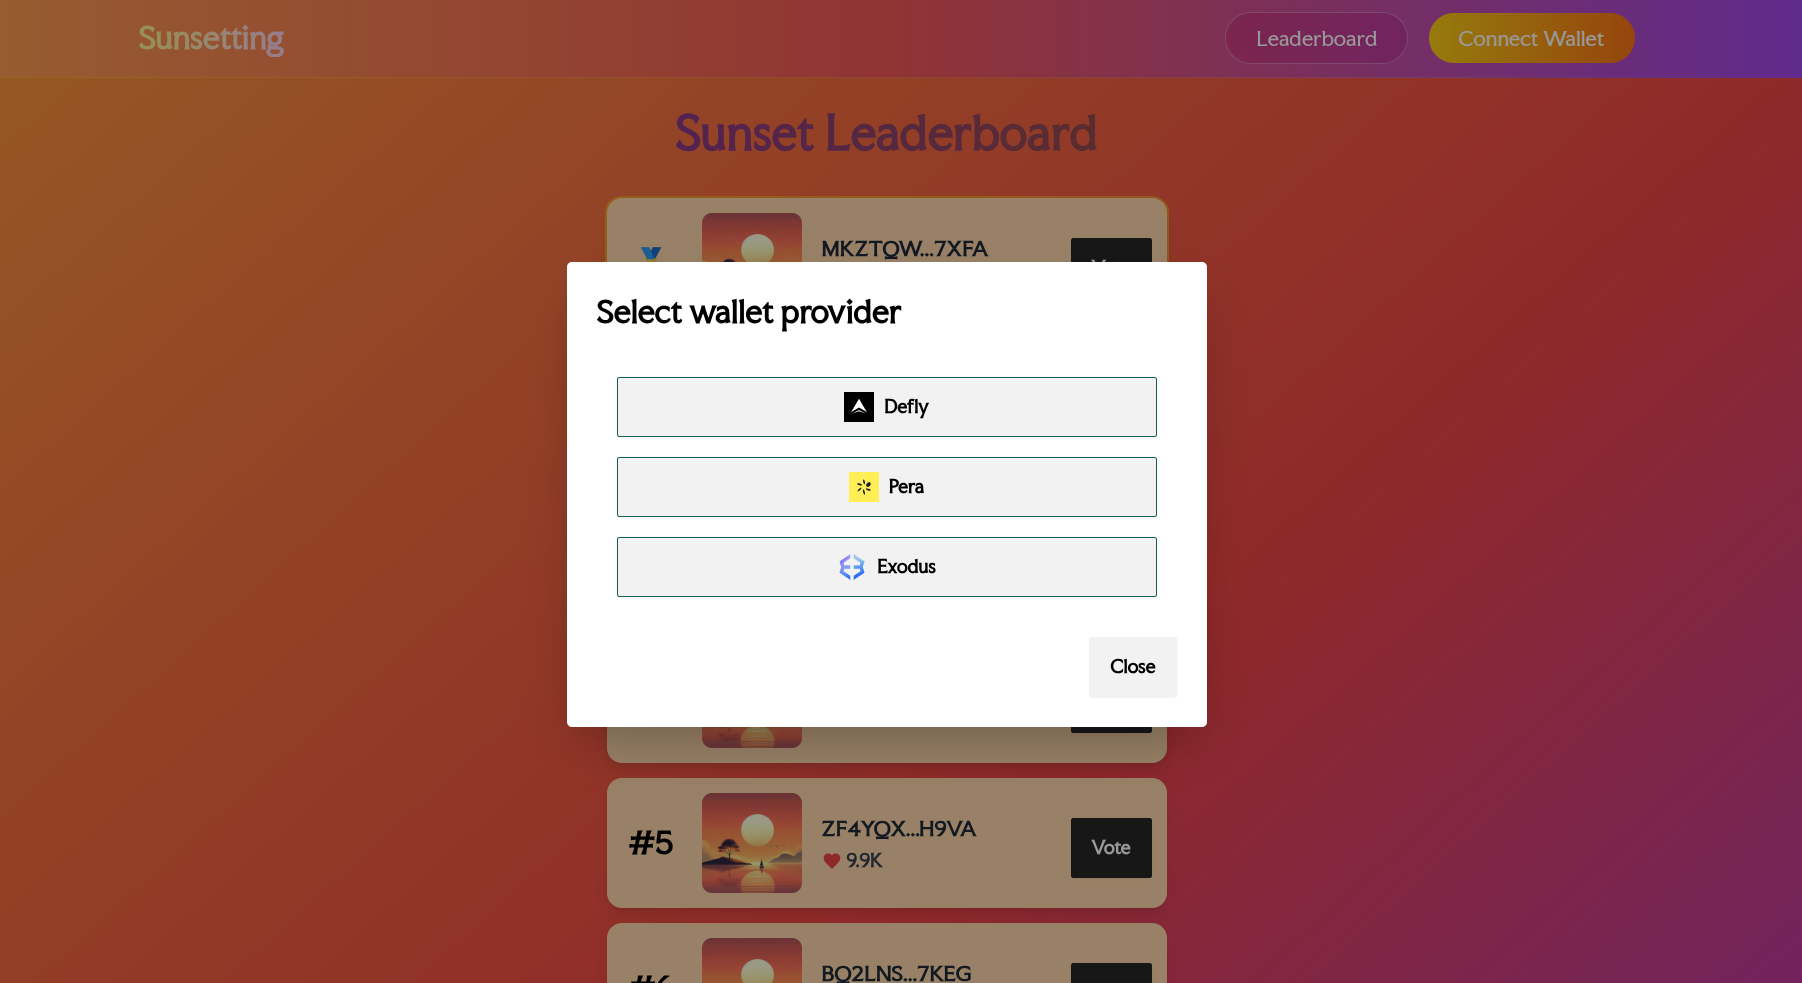 Sunsetting
Leaderboard
Connect Wallet
Sunset Leaderboard
MKZTQW...7XFA
Select wallet provider
Defly
Pera
Exodus
Close
#5
ZF4YQX...H9VA
9.9K
Vote
BQ2LNS...7KEG